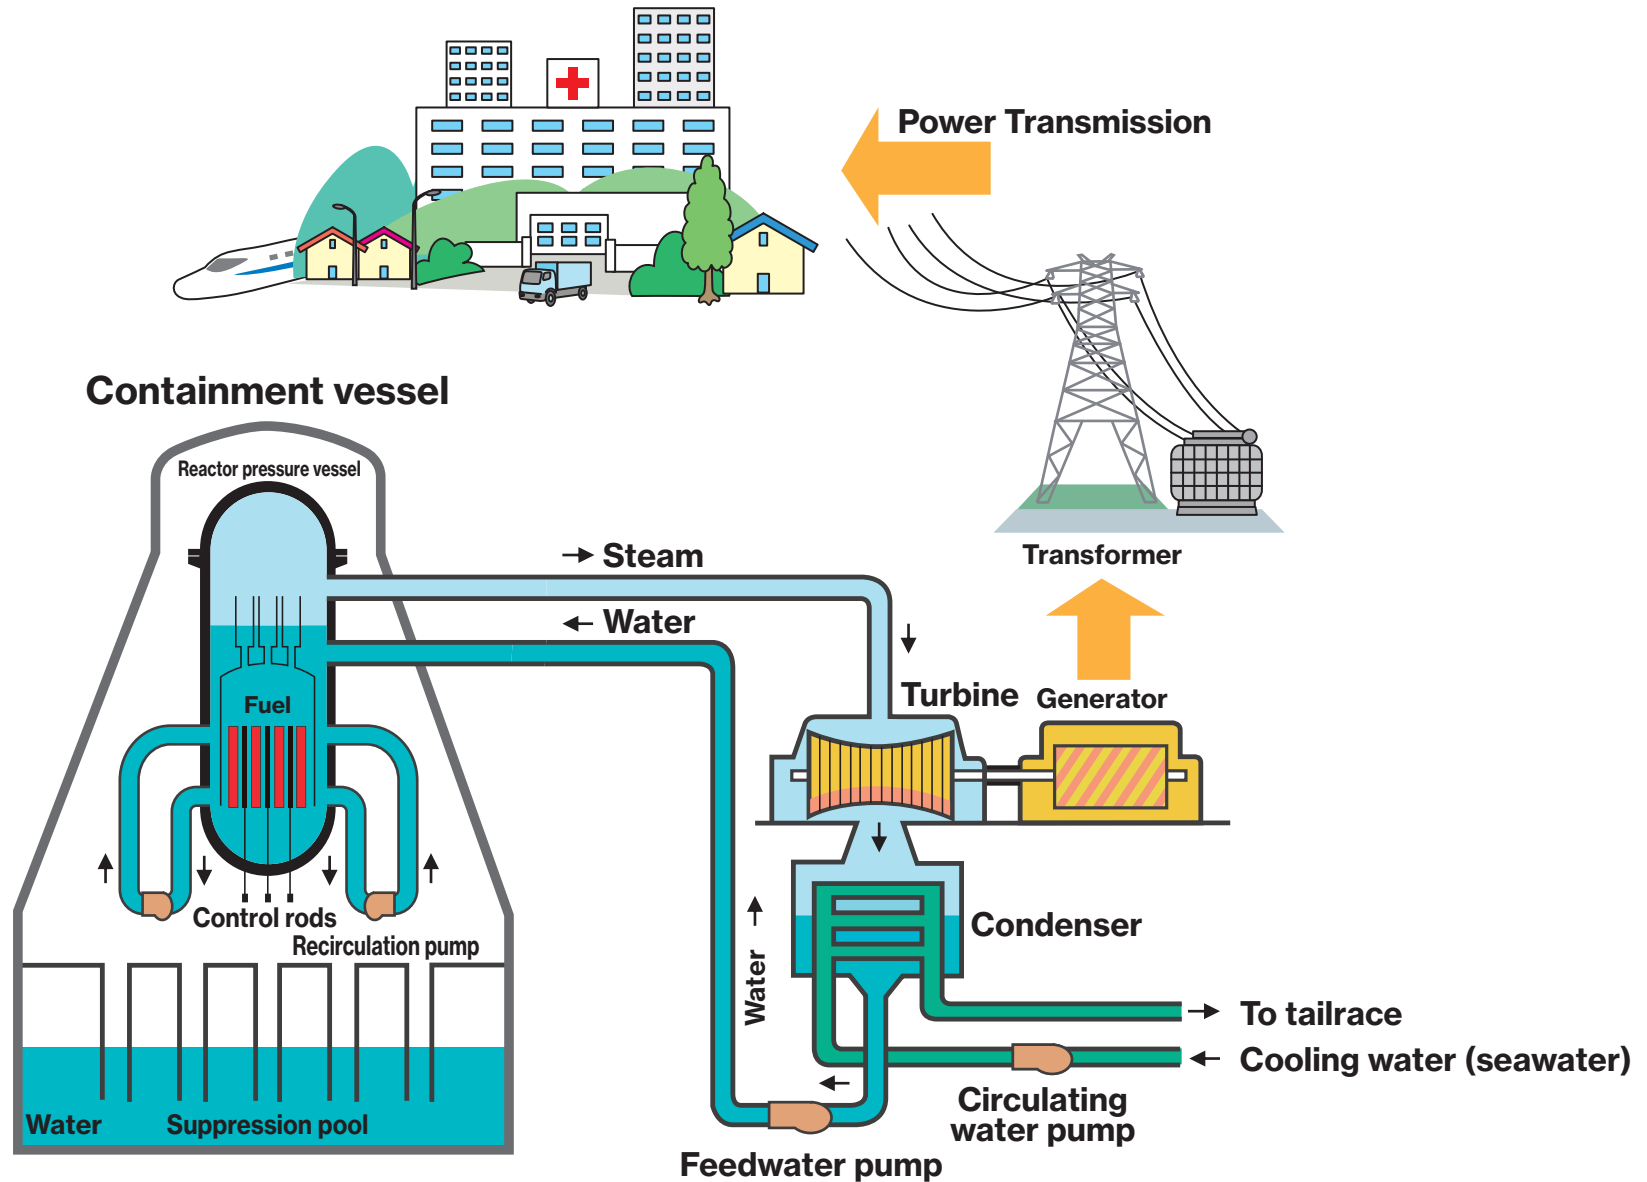 Power Transmission
Containment vessel
Reactor pressure vessel
Steam
Transformer
Water
Turbine
Generator
Fuel
Control rods
Recirculation pump
Condenser
Water
To tailrace
Cooling water (seawater)
Circulating
water pump
Water
Suppression pool
Feedwater pump